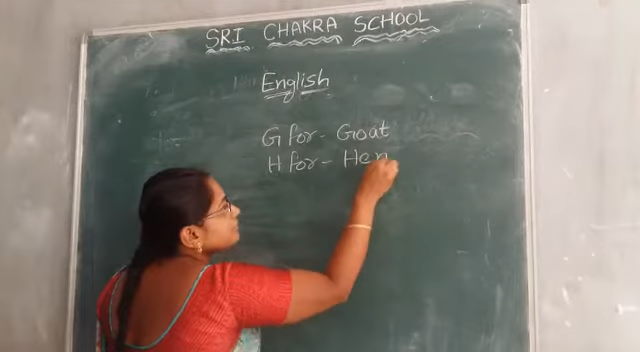 SRI CHAKRA SCHOOL
English
G for - Goat
H for - Hen